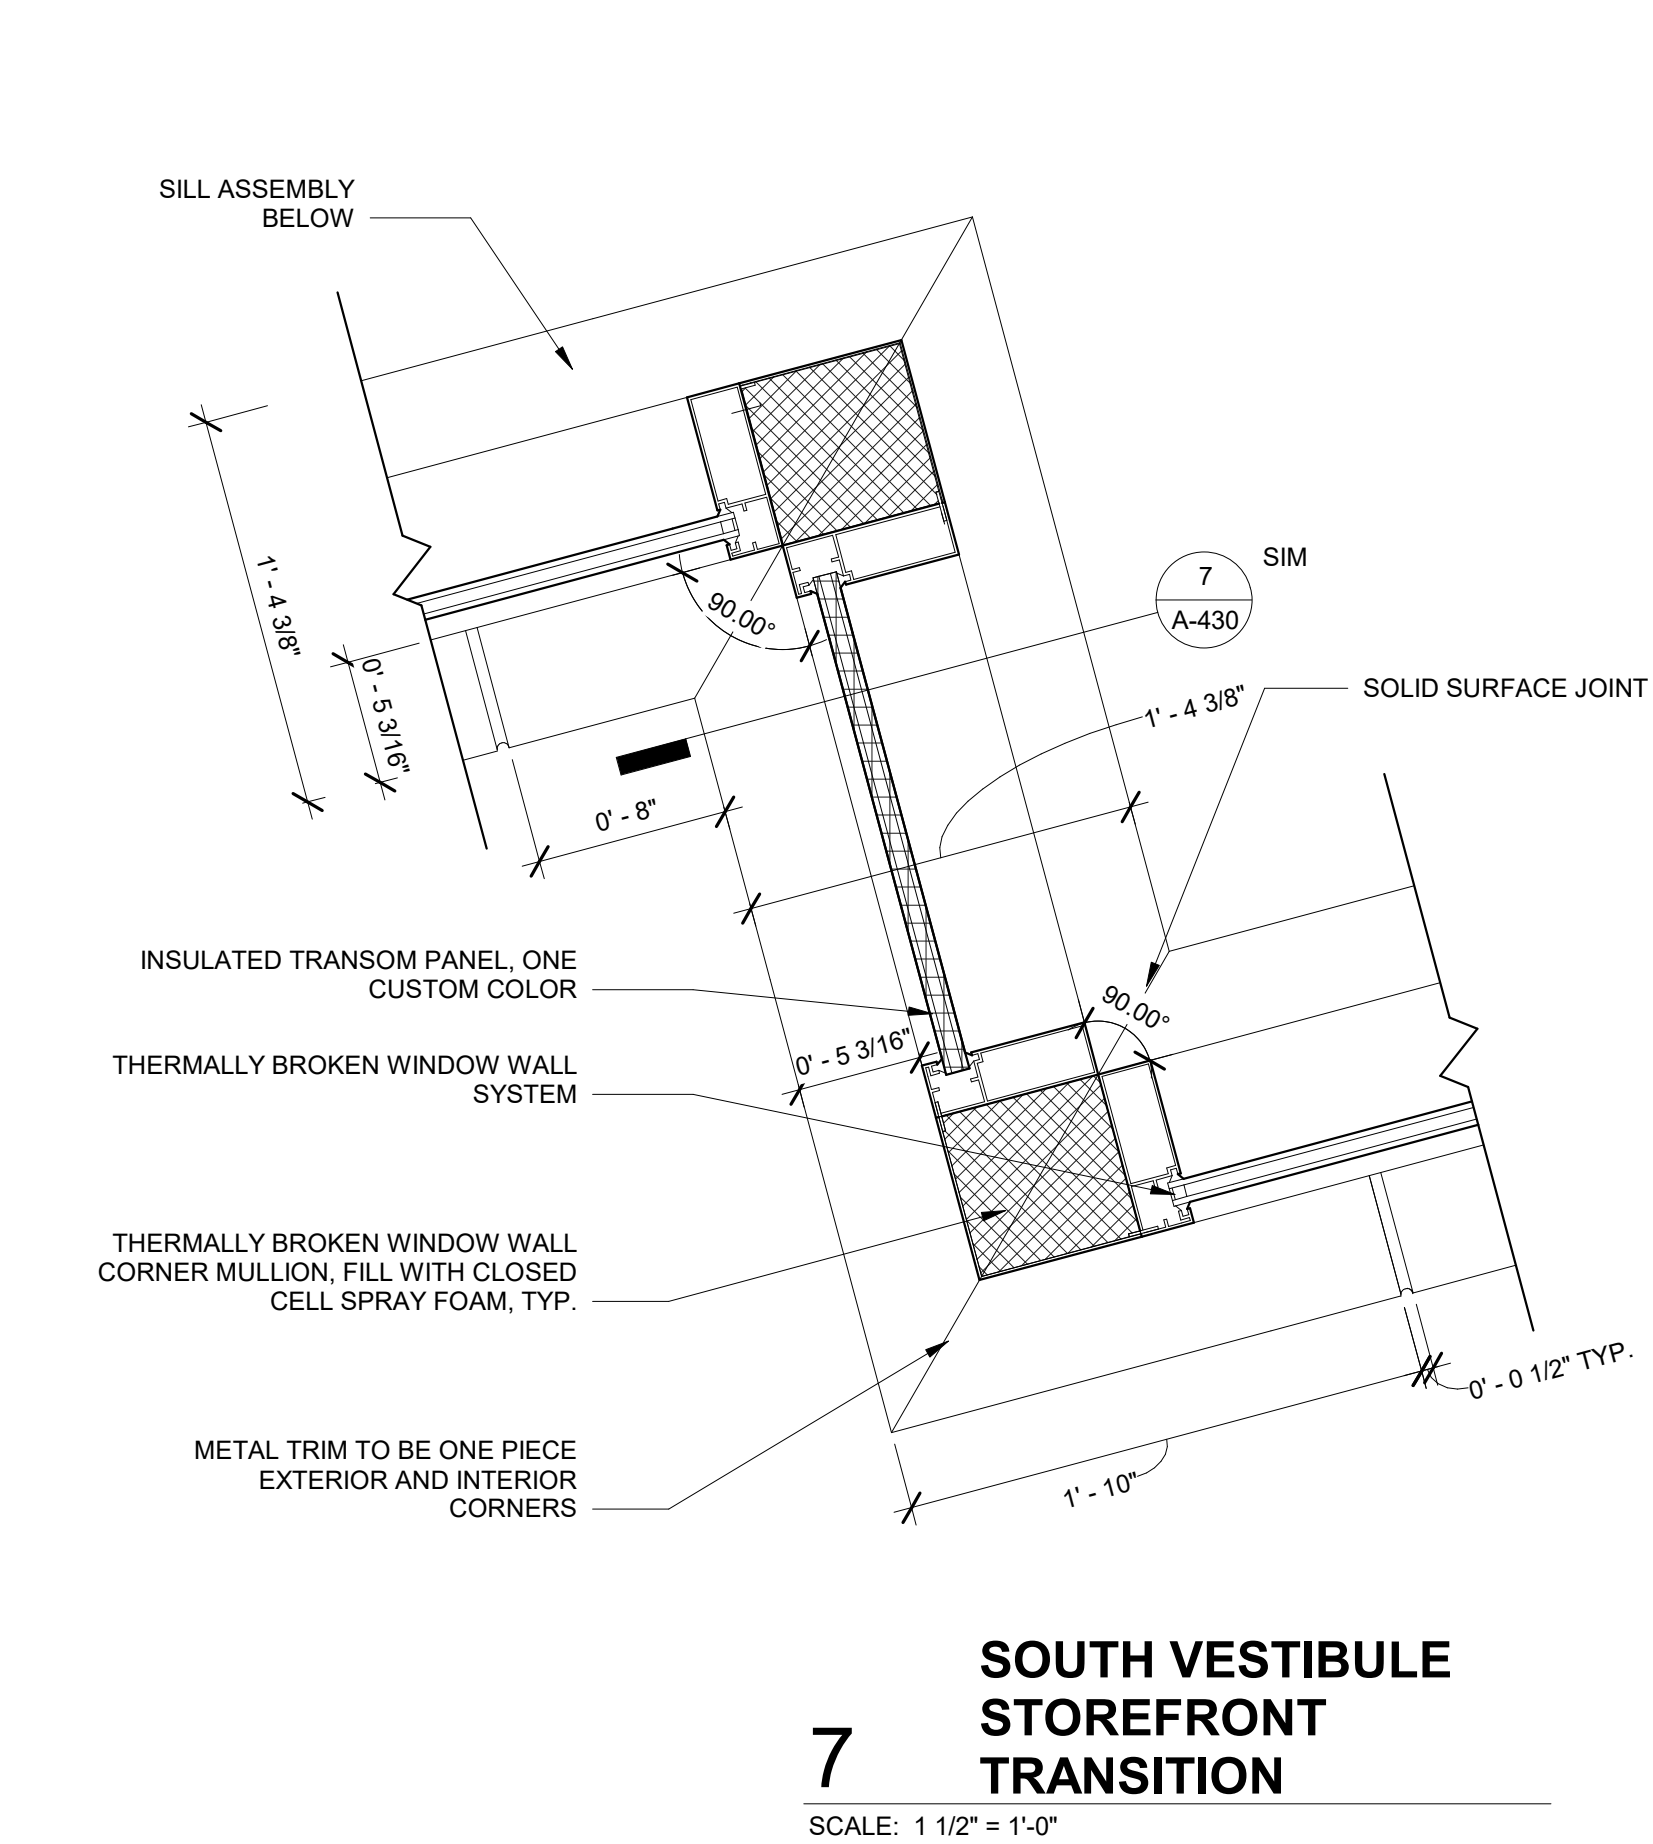 SILL ASSEMBLY
BELOW
1' - 4 3/8"
0' - 5 3/16"
90.00°
7
A-430
SIM
SOLID SURFACE JOINT
1' - 4 3/8"
0' - 8"
INSULATED TRANSOM PANEL, ONE
CUSTOM COLOR
90.00°
0' - 5 3/16"
THERMALLY BROKEN WINDOW WALL
SYSTEM
THERMALLY BROKEN WINDOW WALL
CORNER MULLION, FILL WITH CLOSED
CELL SPRAY FOAM, TYP.
0' - 0 1/2" TYP.
METAL TRIM TO BE ONE PIECE
EXTERIOR AND INTERIOR
CORNERS
1' - 10"
7
SOUTH VESTIBULE
STOREFRONT
TRANSITION
SCALE: 1 1/2" = 1'-0"